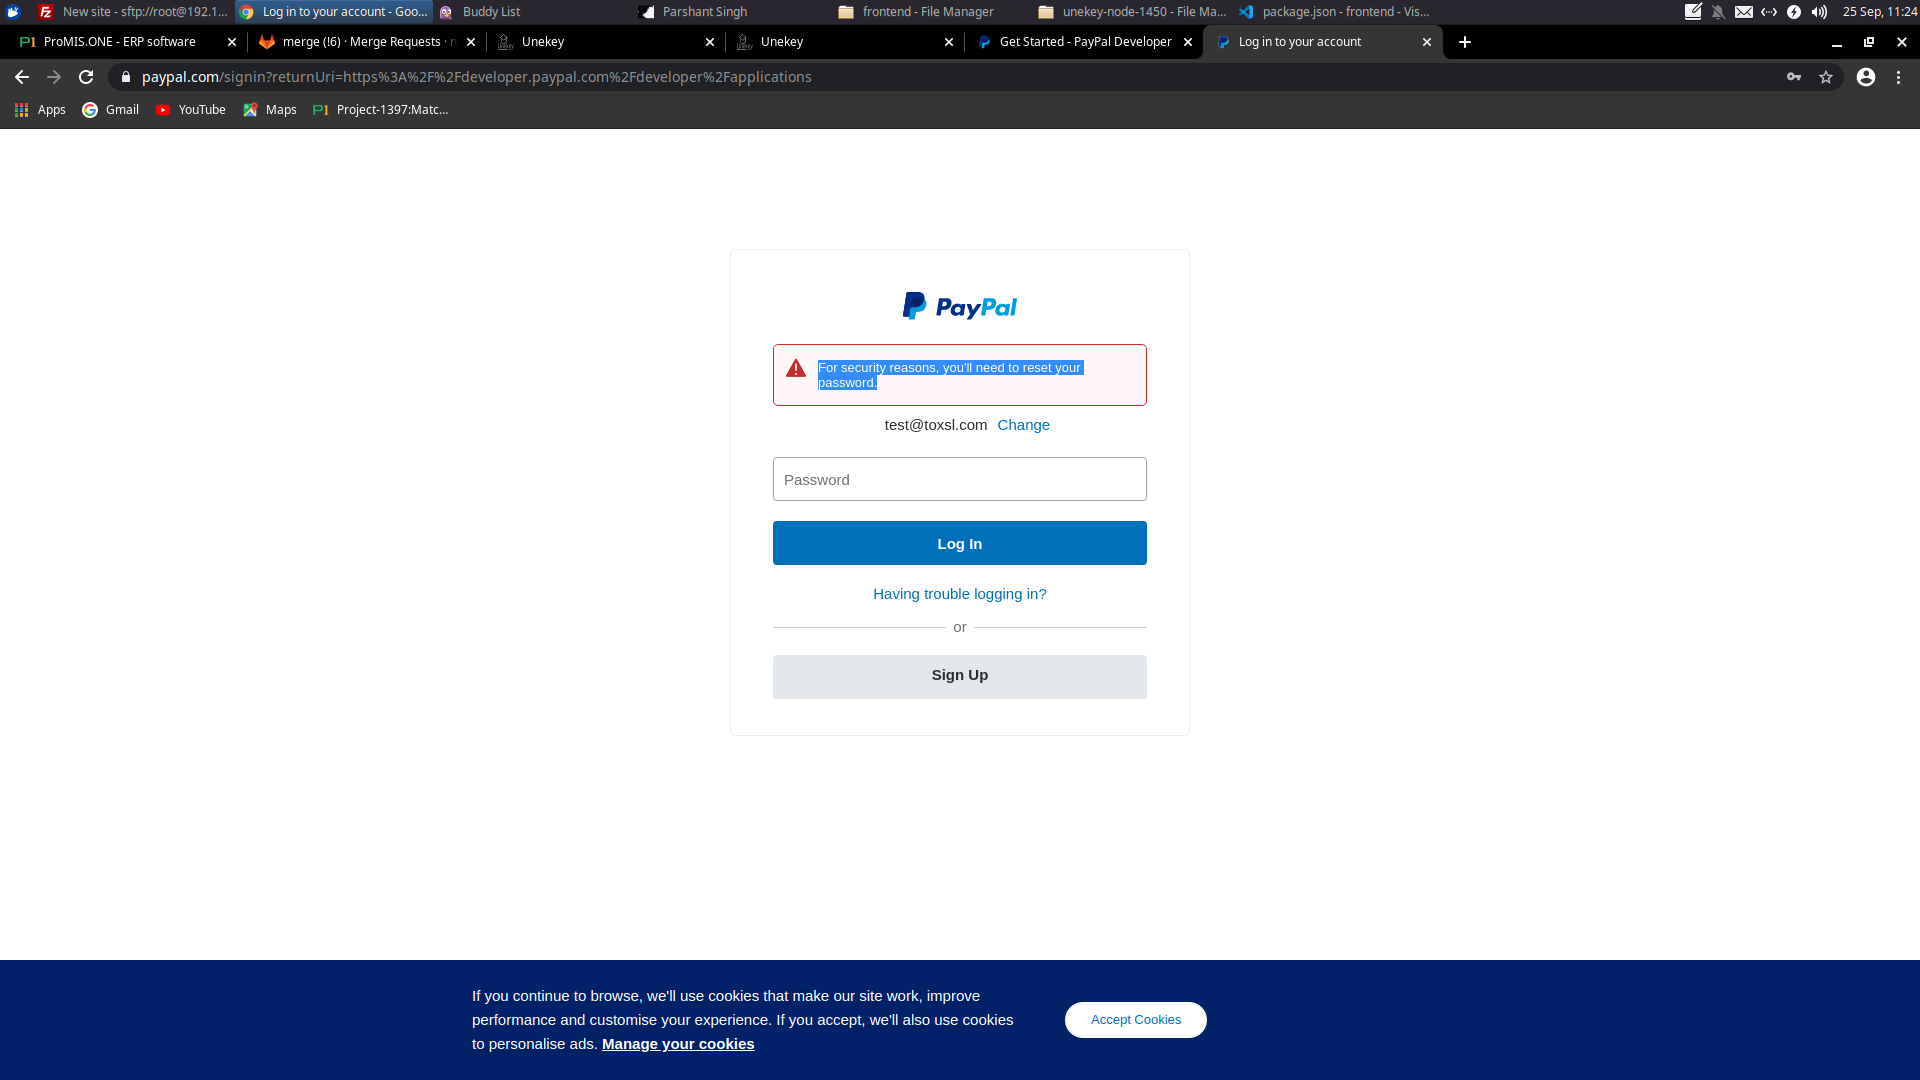 New site - sftp://root@192.1...
Log in to your account - Goo...
Buddy List
Parshant Singh
frontend - File Manager
unekey-node-1450 - File Ma...
package.json - frontend - Vis...
25 Sep, 11:24
ProMIS.ONE - ERP software
merge (!6) · Merge Requests ·
Unekey
Unekey
Get Started - PayPal Developer
Log in to your account
paypal.com/signin?returnUri=https%3A%2F%2Fdeveloper.paypal.com%2Fdeveloper%2Fapplications
Apps
Gmail
YouTube
Maps
Project-1397:Matc...
PayPal
For security reasons, you'll need to reset your
password.
test@toxsl.com Change
Password
Log In
Having trouble logging in?
or
Sign Up
If you continue to browse, we'll use cookies that make our site work, improve
performance and customise your experience. If you accept, we'll also use cookies
to personalise ads. Manage your cookies
Accept Cookies